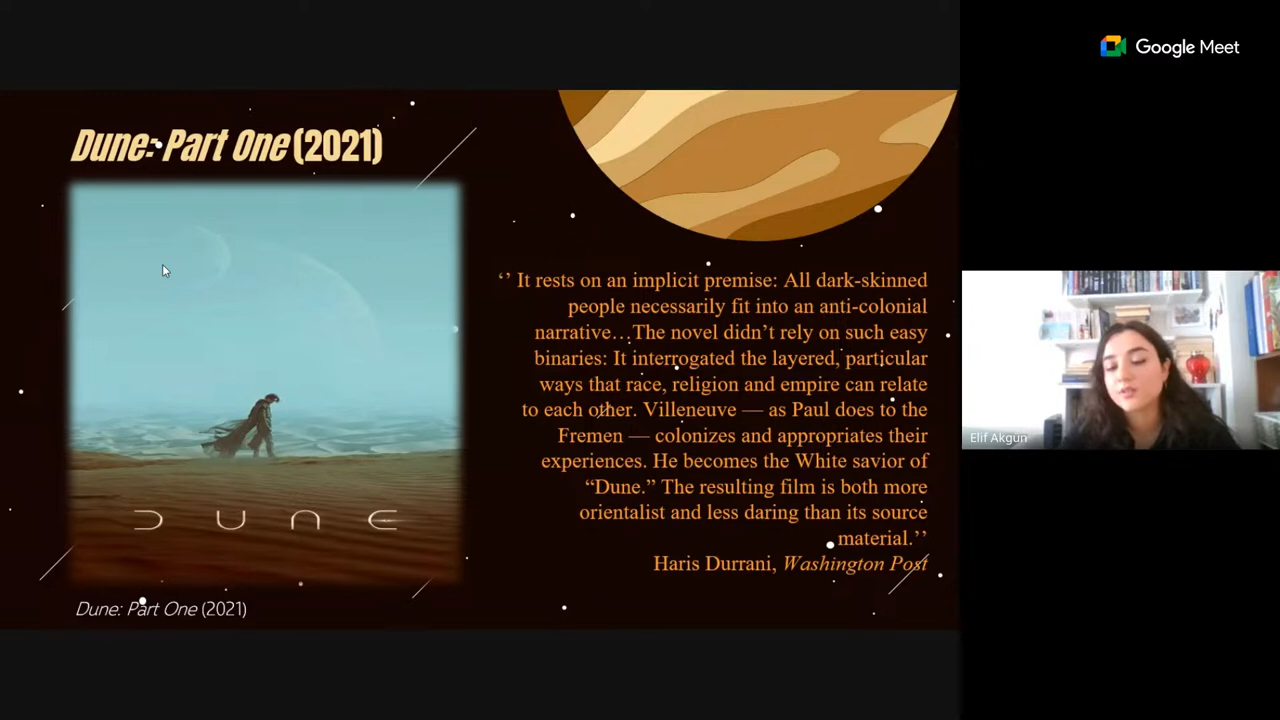 Google Meet
Dune: Part One (2021)
‘’ It rests on an implicit premise: All dark-skinned
people necessarily fit into an anti-colonial
narrative…The novel didn’t rely on such easy
binaries: It interrogated the layered, particular
ways that race, religion and empire can relate
to each other. Villeneuve — as Paul does to the
Fremen — colonizes and appropriates their
experiences. He becomes the White savior of
“Dune.” The resulting film is both more
orientalist and less daring than its source
material.’’
Haris Durrani, Washington Post
DUNE
Dune: Part One (2021)
Elif Akgun